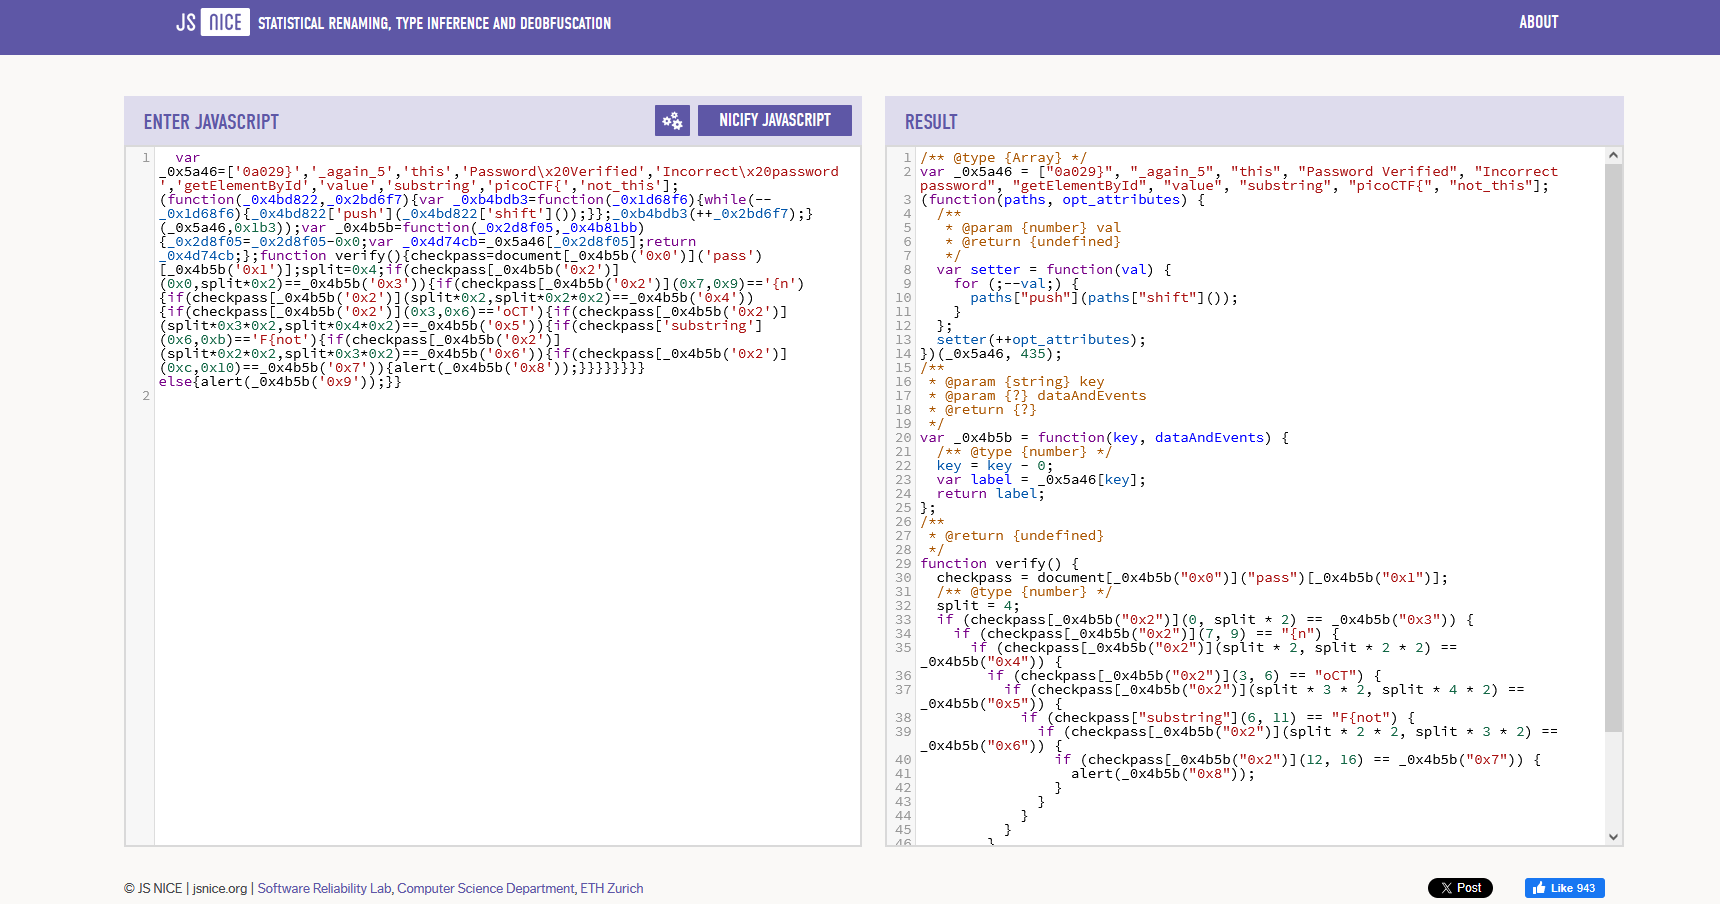 JS NICE STATISTICAL RENAMING, TYPE INFERENCE AND DEOBFUSCATION
ABOUT
ENTER JAVASCRIPT
NICIFY JAVASCRIPT
1 var
_0x5a46=['0a029}','_again_5','this','Password\x20Verified','Incorrect\x20password
','getElementById','value','substring','picoCTF{','not_this'];
(function(_0x4bd822,_0x2bd6f7){var _0xb4bdb3=function(_0x1d68f6){while(--
_0x1d68f6){_0x4bd822['push'](_0x4bd822['shift']());}};_0xb4bdb3(++_0x2bd6f7);}
(_0x5a46,0x1b3));var _0x4b5b=function(_0x2d8f05,_0x4b81bb)
{_0x2d8f05=_0x2d8f05-0x0;var _0x4d74cb=_0x5a46[_0x2d8f05];return
_0x4d74cb;};function verify(){checkpass=document[_0x4b5b('0x0')]('pass')
[_0x4b5b('0x1')];split=0x4;if(checkpass[_0x4b5b('0x2')]
(0x0,split*0x2)==_0x4b5b('0x3')){if(checkpass[_0x4b5b('0x2')](0x7,0x9)=='{n')
{if(checkpass[_0x4b5b('0x2')](split*0x2,split*0x2*0x2)==_0x4b5b('0x4'))
{if(checkpass[_0x4b5b('0x2')](0x3,0x6)=='oCT'){if(checkpass[_0x4b5b('0x2')]
(split*0x3*0x2,split*0x4*0x2)==_0x4b5b('0x5')){if(checkpass['substring']
(0x6,0xb)=='F{not'){if(checkpass[_0x4b5b('0x2')]
(split*0x2*0x2,split*0x3*0x2)==_0x4b5b('0x6')){if(checkpass[_0x4b5b('0x2')]
(0xc,0x10)==_0x4b5b('0x7')){alert(_0x4b5b('0x8'));}}}}}}}}
else{alert(_0x4b5b('0x9'));}}
2
RESULT
1 /** @type {Array} */
2 var _0x5a46 = ["0a029}", "_again_5", "this", "Password Verified", "Incorrect
password", "getElementById", "value", "substring", "picoCTF{", "not_this"];
3 (function(paths, opt_attributes) {
4 /**
5 * @param {number} val
6 * @return {undefined}
7 */
8 var setter = function(val) {
9 for (;--val;) {
10 paths["push"](paths["shift"]());
11 }
12 };
13 setter(++opt_attributes);
14 })(_0x5a46, 435);
15 /**
16 * @param {string} key
17 * @param {?} dataAndEvents
18 * @return {?}
19 */
20 var _0x4b5b = function(key, dataAndEvents) {
21 /** @type {number} */
22 key = key - 0;
23 var label = _0x5a46[key];
24 return label;
25 };
26 /**
27 * @return {undefined}
28 */
29 function verify() {
30 checkpass = document[_0x4b5b("0x0")]("pass")[_0x4b5b("0x1")];
31 /** @type {number} */
32 split = 4;
33 if (checkpass[_0x4b5b("0x2")](0, split * 2) == _0x4b5b("0x3")) {
34 if (checkpass[_0x4b5b("0x2")](7, 9) == "{n") {
35 if (checkpass[_0x4b5b("0x2")](split * 2, split * 2 * 2) ==
_0x4b5b("0x4")) {
36 if (checkpass[_0x4b5b("0x2")](3, 6) == "oCT") {
37 if (checkpass[_0x4b5b("0x2")](split * 3 * 2, split * 4 * 2) ==
_0x4b5b("0x5")) {
38 if (checkpass["substring"](6, 11) == "F{not") {
39 if (checkpass[_0x4b5b("0x2")](split * 2 * 2, split * 3 * 2) ==
_0x4b5b("0x6")) {
40 if (checkpass[_0x4b5b("0x2")](12, 16) == _0x4b5b("0x7")) {
41 alert(_0x4b5b("0x8"));
42 }
43 }
44 }
45 }
46 }
© JS NICE | jsnice.org | Software Reliability Lab, Computer Science Department, ETH Zurich
X Post
Like 943